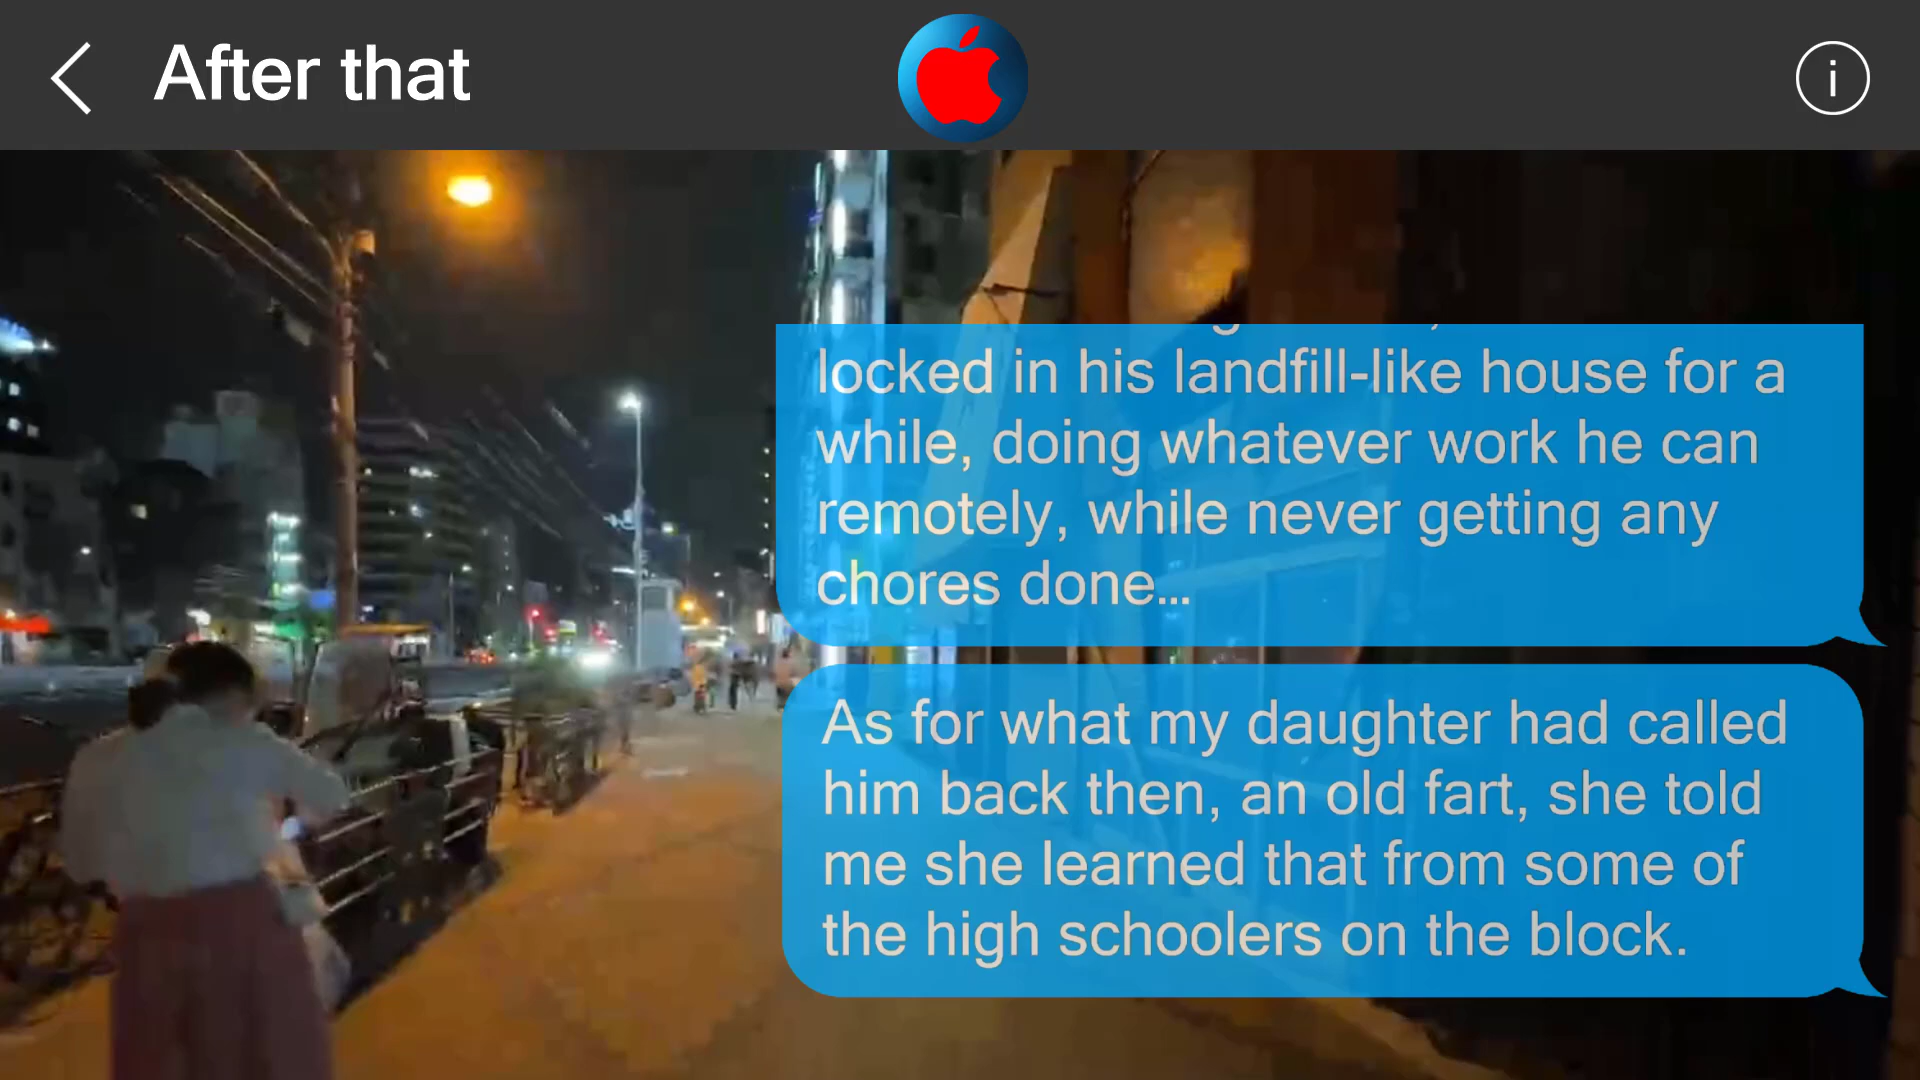 After that
i
locked in his landfill-like house for a
while, doing whatever work he can
remotely, while never getting any
chores done...
As for what my daughter had called
him back then, an old fart, she told
me she learned that from some of
the high schoolers on the block.